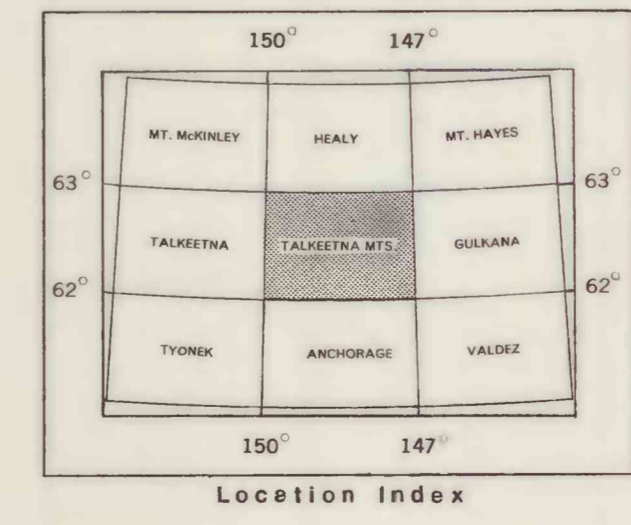 150° 147°
MT. McKINLEY HEALY MT. HAYES
63° 63°
TALKEETNA TALKEETNA MTS. GULKANA
62° 62°
TYONEK ANCHORAGE VALDEZ
150° 147°
Location Index